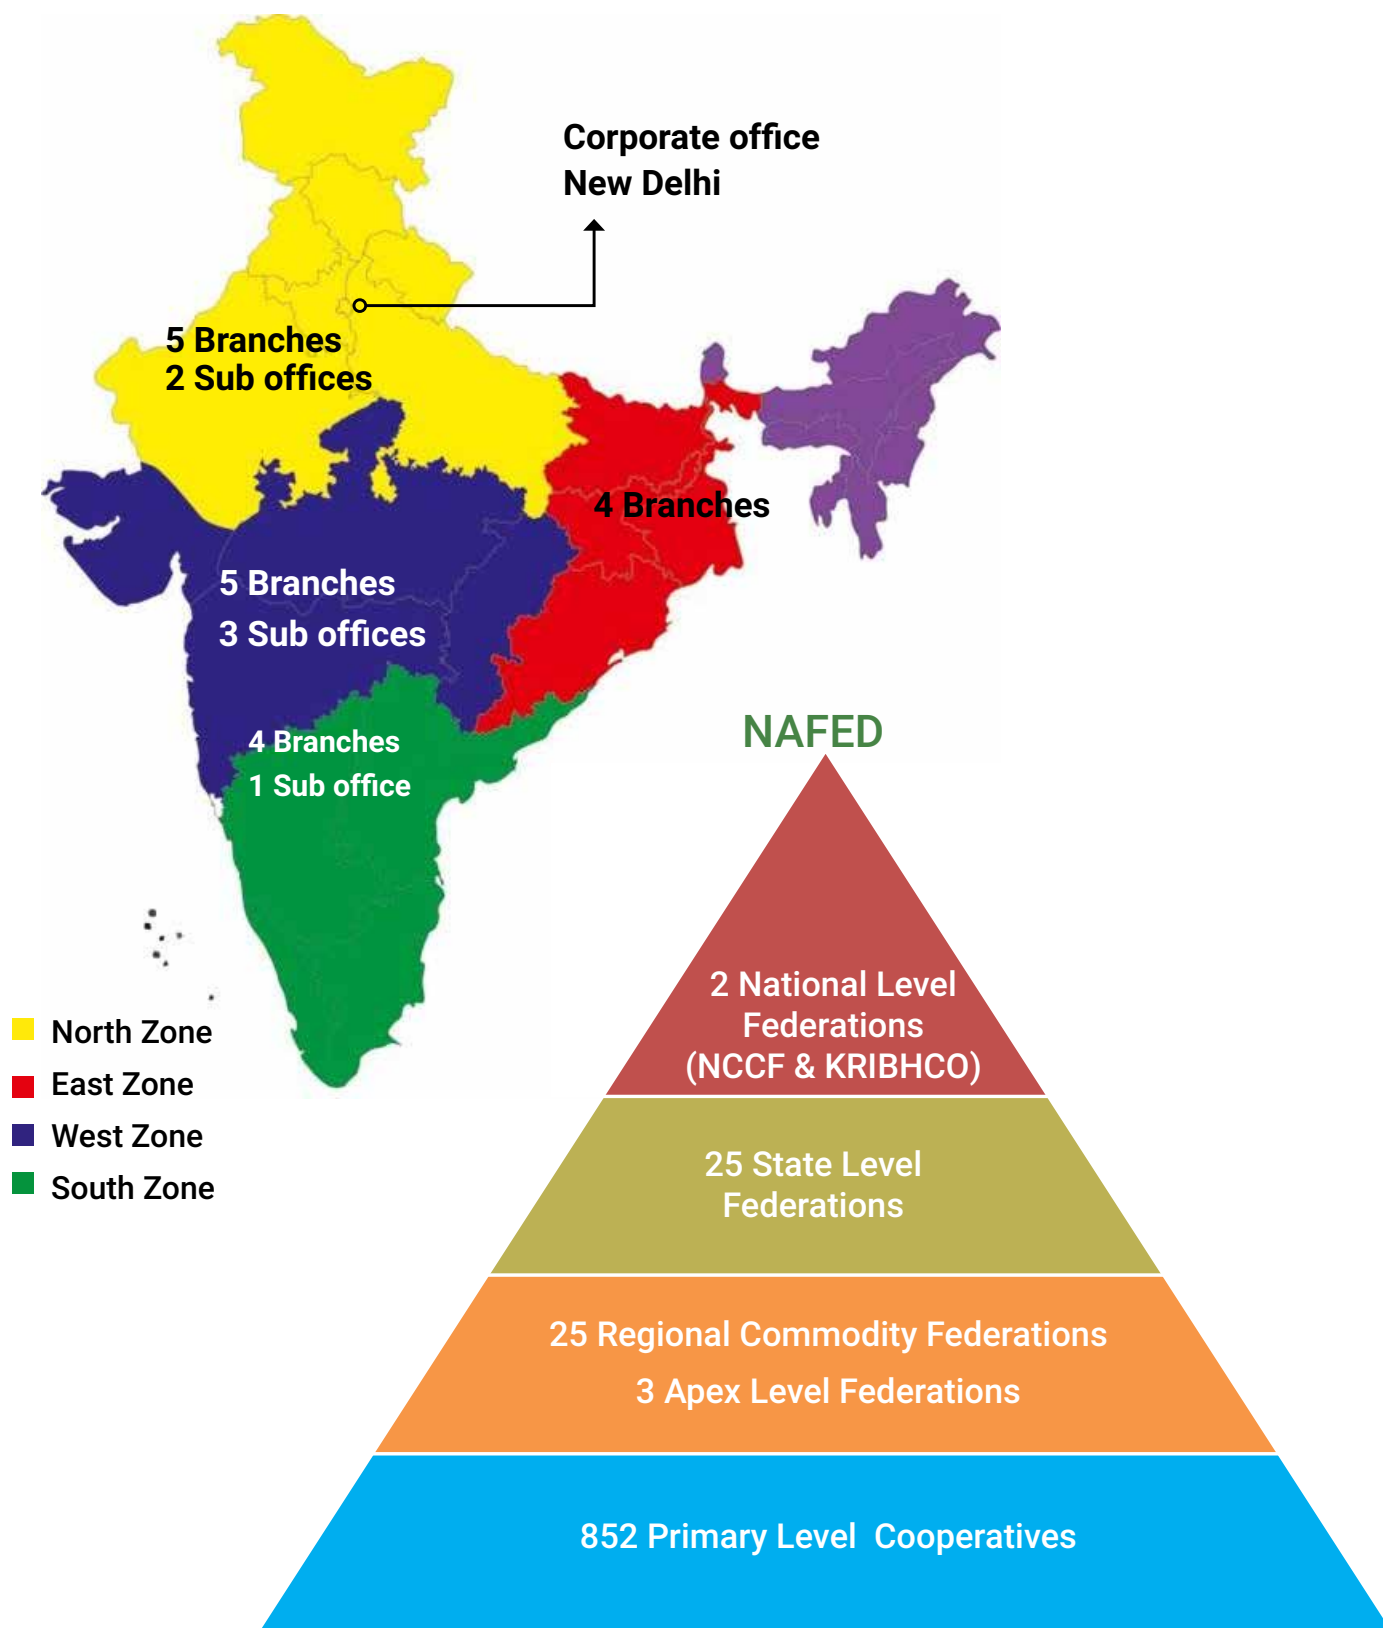 Corporate office
New Delhi
5 Branches
2 Sub offices
4 Branches
5 Branches
3 Sub offices
4 Branches
1 Sub office
North Zone
East Zone
West Zone
South Zone
NAFED
2 National Level
Federations
(NCCF & KRIBHCO)
25 State Level
Federations
25 Regional Commodity Federations
3 Apex Level Federations
852 Primary Level Cooperatives